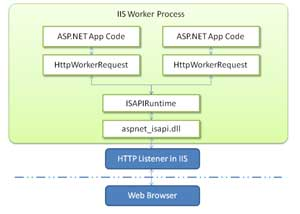 IIS Worker Process
ASP.NET App Code
ASP.NET App Code
HttpWorkerRequest
HttpWorkerRequest
ISAPIRuntime
aspnet_isapi.dll
HTTP Listener in IIS
Web Browser